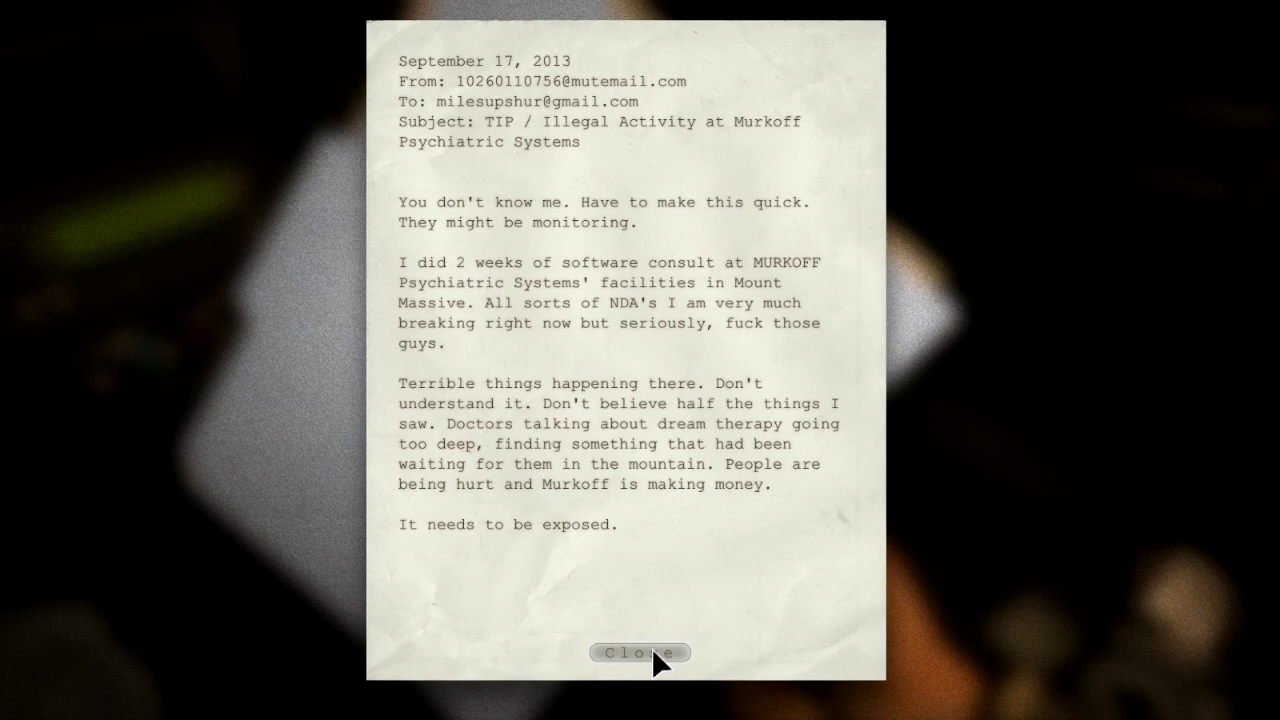 September 17, 2013
From: 10260110756@mutemail.com
To: milesupshur@gmail.com
Subject: TIP / Illegal Activity at Murkoff
Psychiatric Systems
You don't know me. Have to make this quick.
They might be monitoring.
I did 2 weeks of software consult at MURKOFF
Psychiatric Systems' facilities in Mount
Massive. All sorts of NDA's I am very much
breaking right now but seriously, fuck those
guys.
Terrible things happening there. Don't
understand it. Don't believe half the things I
saw. Doctors talking about dream therapy going
too deep, finding something that had been
waiting for them in the mountain. People are
being hurt and Murkoff is making money.
It needs to be exposed.
Close